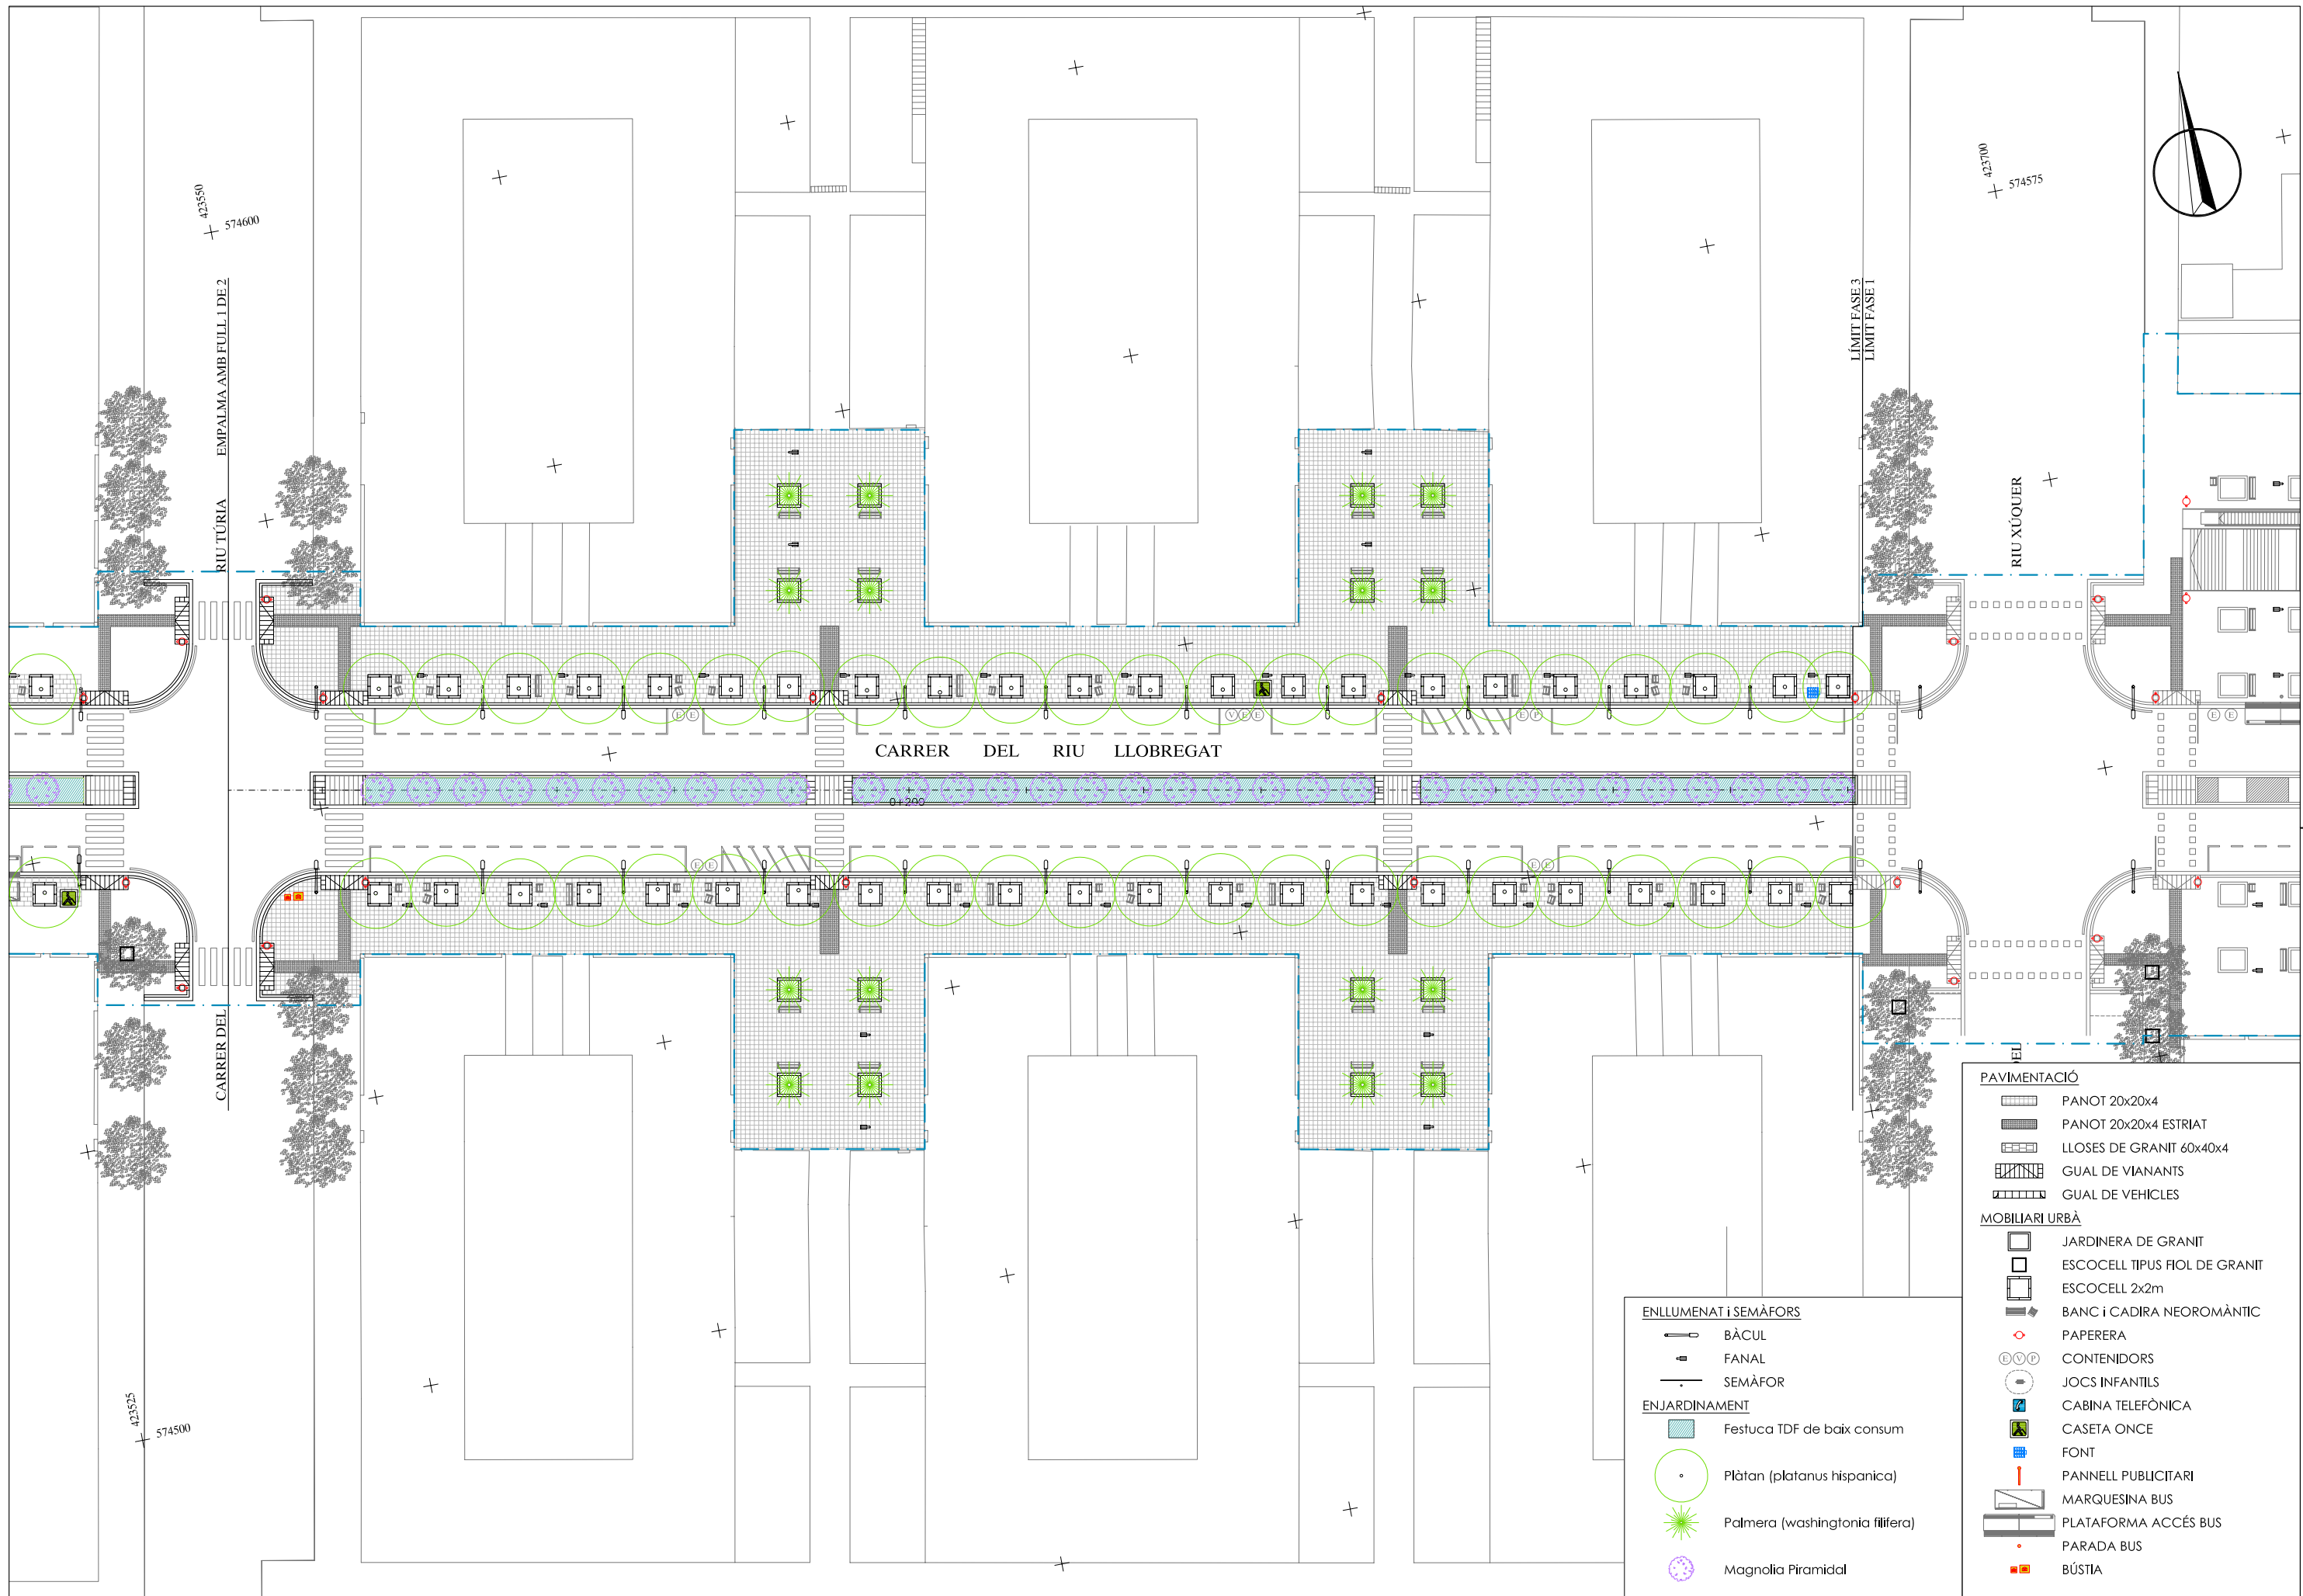 423550
574600
EMPALMA AMB FULL 1 DE 2
RIU TÚRIA
423700
574575
LÍMIT FASE 3
LÍMIT FASE 1
RIU XÚQUER
E E
V E E
E P
E E
CARRER DEL RIU LLOBREGAT
0+200
E E
E E
CARRER DEL
DEL
423525
574500
ENLLUMENAT i SEMÀFORS
BÀCUL
FANAL
SEMÀFOR
ENJARDINAMENT
Festuca TDF de baix consum
Plàtan (platanus hispanica)
Palmera (washingtonia filifera)
Magnolia Piramidal
PAVIMENTACIÓ
PANOT 20x20x4
PANOT 20x20x4 ESTRIAT
LLOSES DE GRANIT 60x40x4
GUAL DE VIANANTS
GUAL DE VEHICLES
MOBILIARI URBÀ
JARDINERA DE GRANIT
ESCOCELL TIPUS FIOL DE GRANIT
ESCOCELL 2x2m
BANC i CADIRA NEOROMÀNTIC
PAPERERA
E V P CONTENIDORS
JOCS INFANTILS
CABINA TELEFÒNICA
CASETA ONCE
FONT
PANNELL PUBLICITARI
MARQUESINA BUS
PLATAFORMA ACCÉS BUS
PARADA BUS
BÚSTIA